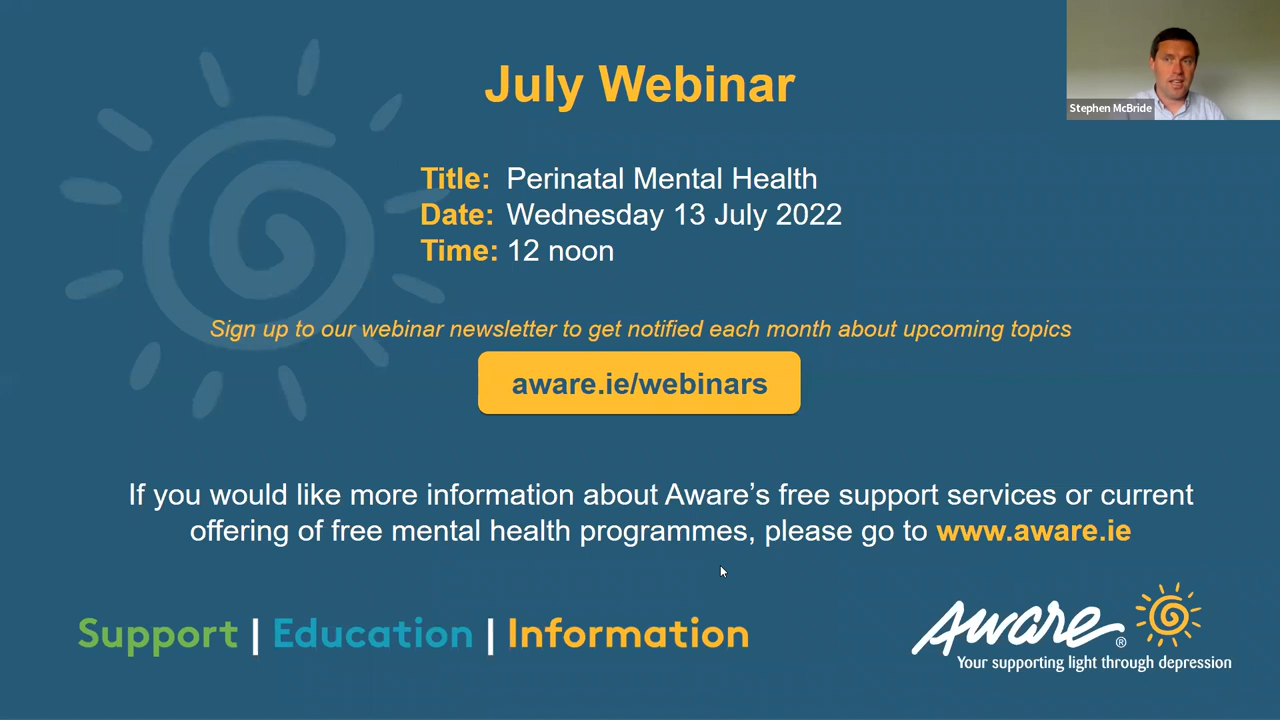 July Webinar
Stephen McBride
Title: Perinatal Mental Health
Date: Wednesday 13 July 2022
Time: 12 noon
Sign up to our webinar newsletter to get notified each month about upcoming topics
aware.ie/webinars
If you would like more information about Aware's free support services or current
offering of free mental health programmes, please go to www.aware.ie
Support | Education | Information
Aware®
Your supporting light through depression